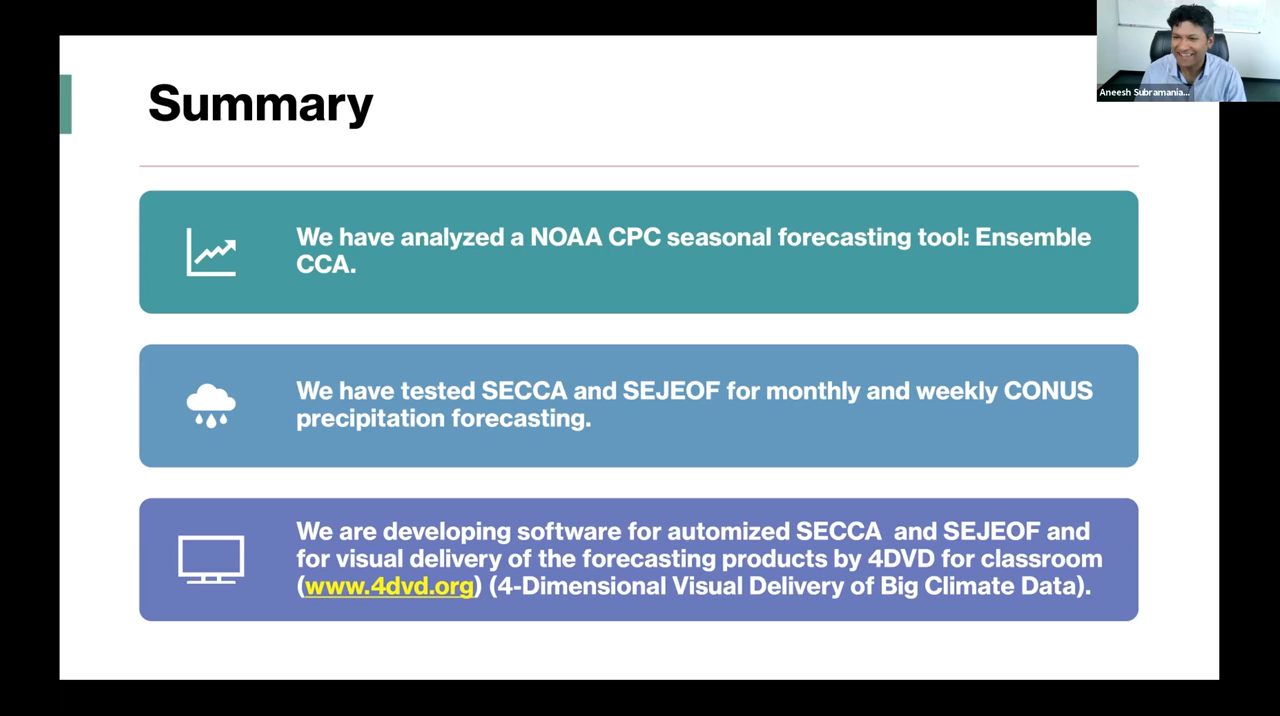 Summary
We have analyzed a NOAA CPC seasonal forecasting tool: Ensemble
CCA.
We have tested SECCA and SEJEOF for monthly and weekly CONUS
precipitation forecasting.
We are developing software for automized SECCA and SEJEOF and
for visual delivery of the forecasting products by 4DVD for classroom
(www.4dvd.org) (4-Dimensional Visual Delivery of Big Climate Data).
Aneesh Subramania...